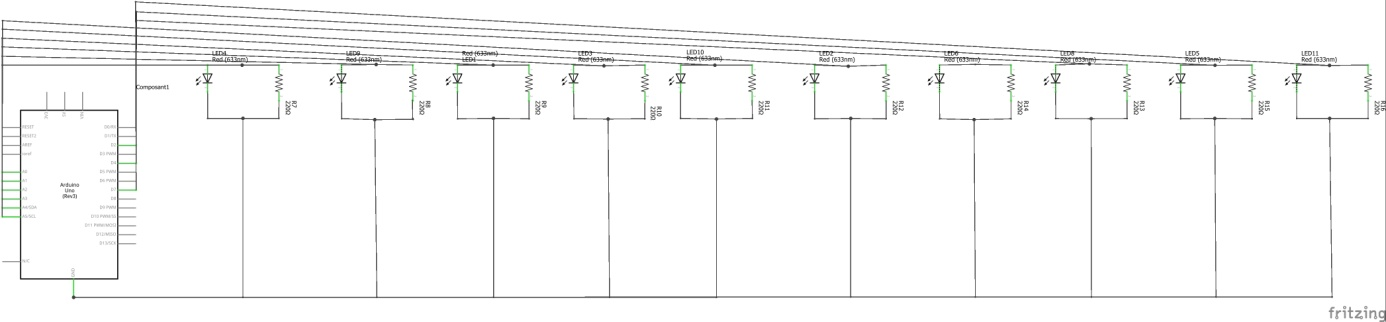 LED4
Red (633nm)
LED9
Red (633nm)
Red (633nm)
LED1
LED3
Red (633nm)
LED10
Red (633nm)
LED2
Red (633nm)
LED6
Red (633nm)
LED8
Red (633nm)
LED5
Red (633nm)
LED11
Red (633nm)
R7
220Ω
R8
220Ω
R9
220Ω
R10
220Ω
R11
220Ω
R12
220Ω
R14
220Ω
R13
220Ω
R15
220Ω
R16
220Ω
Composant1
RESET
RESET2
AREF
ioref
A0
A1
A2
A3
A4/SDA
A5/SCL
N/C
D0/RX
D1/TX
D2
D3 PWM
D4
D5 PWM
D6 PWM
D7
D8
D9 PWM
D10 PWM/SS
D11 PWM/MOSI
D12/MISO
D13/SCK
Arduino
Uno
(Rev3)
GND
fritzing